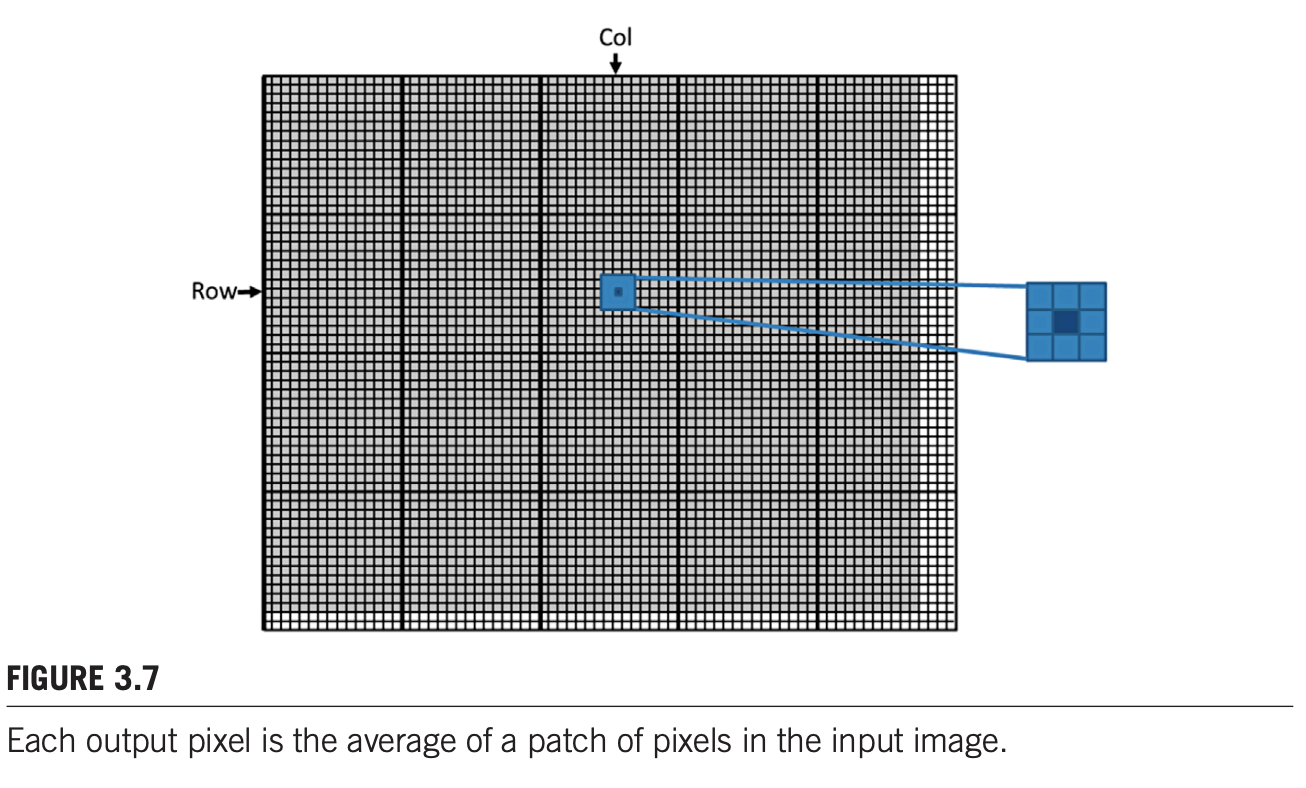 Col
Row
FIGURE 3.7
Each output pixel is the average of a patch of pixels in the input image.